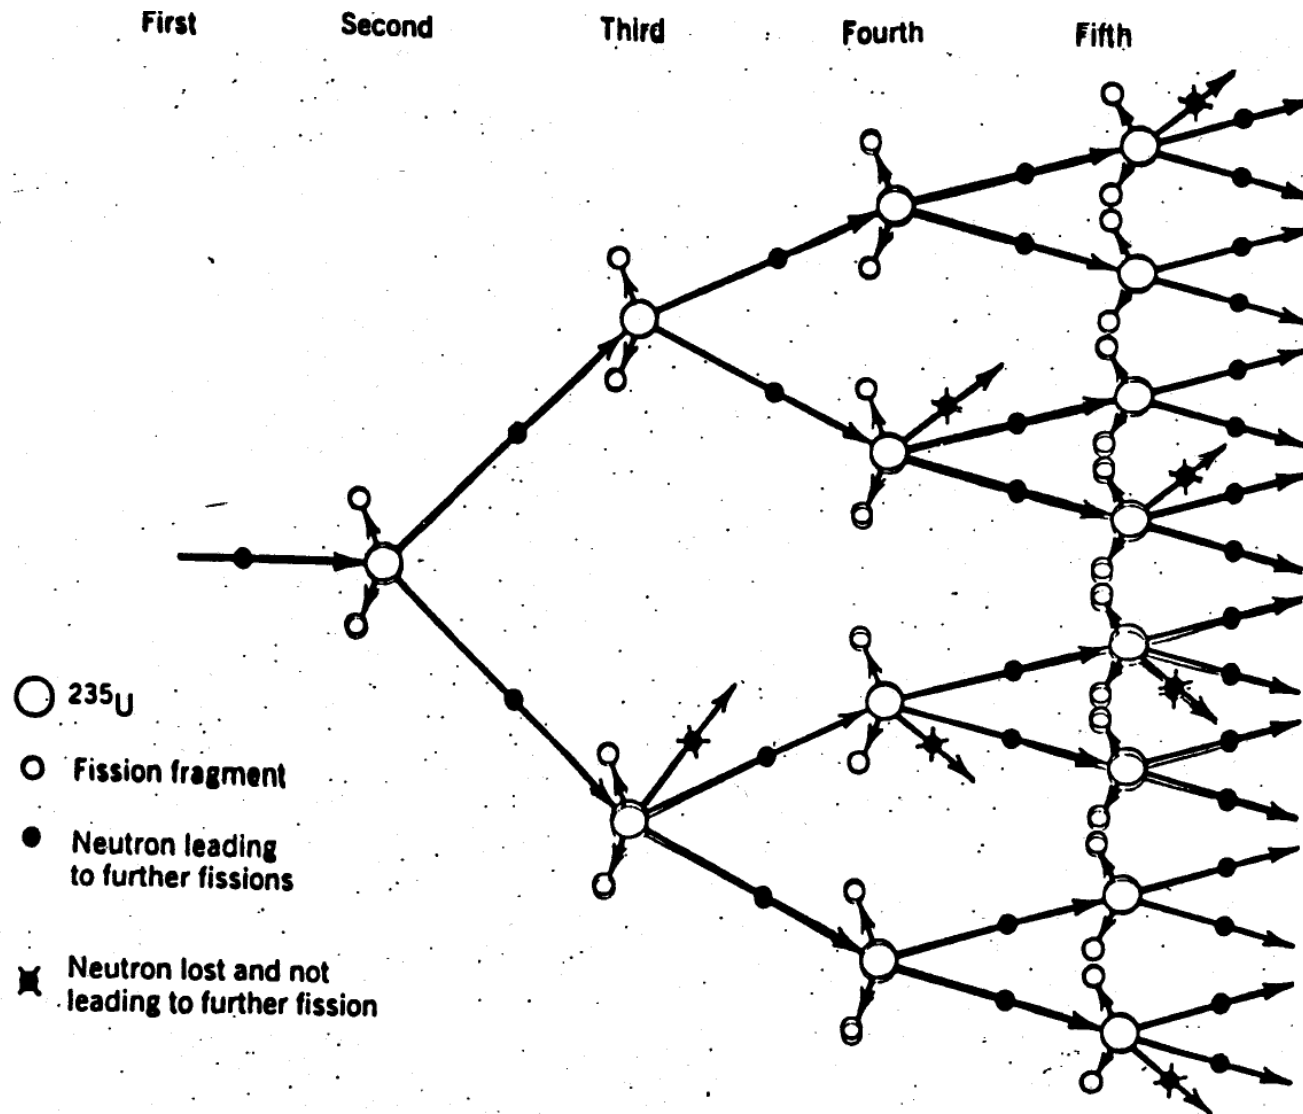 First Second Third Fourth Fifth
235U
Fission fragment
Neutron leading
to further fissions
Neutron lost and not
leading to further fission